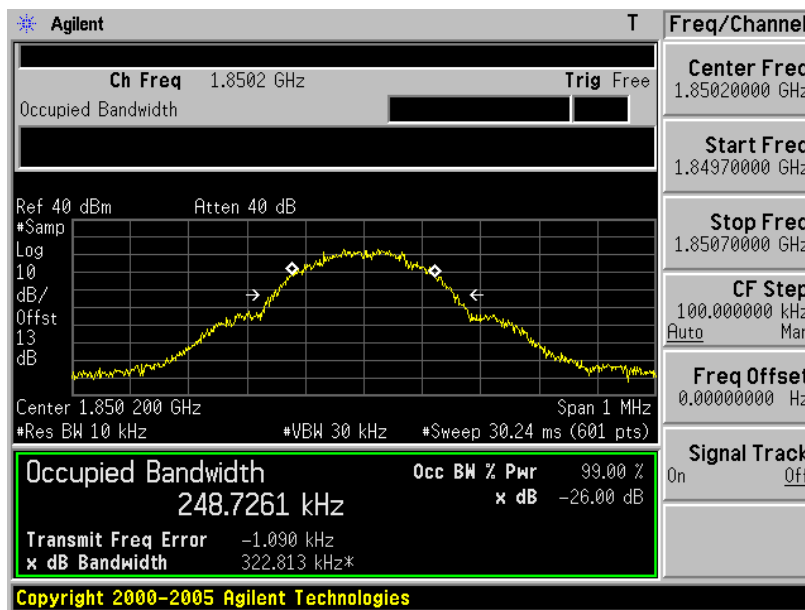 Agilent T
Ch Freq 1.8502 GHz Trig Free
Occupied Bandwidth
Ref 40 dBm Atten 40 dB
#Samp
Log
10
dB/
Offst
13
dB
Center 1.850 200 GHz Span 1 MHz
#Res BW 10 kHz #VBW 30 kHz #Sweep 30.24 ms (601 pts)
Occupied Bandwidth Occ BW % Pwr 99.00 %
248.7261 kHz x dB -26.00 dB
Transmit Freq Error -1.090 kHz
x dB Bandwidth 322.813 kHz*
Copyright 2000-2005 Agilent Technologies
Freq/Channel
Center Freq
1.85020000 GHz
Start Freq
1.84970000 GHz
Stop Freq
1.85070000 GHz
CF Step
100.000000 kHz
Auto Man
Freq Offset
0.00000000 Hz
Signal Track
On Off